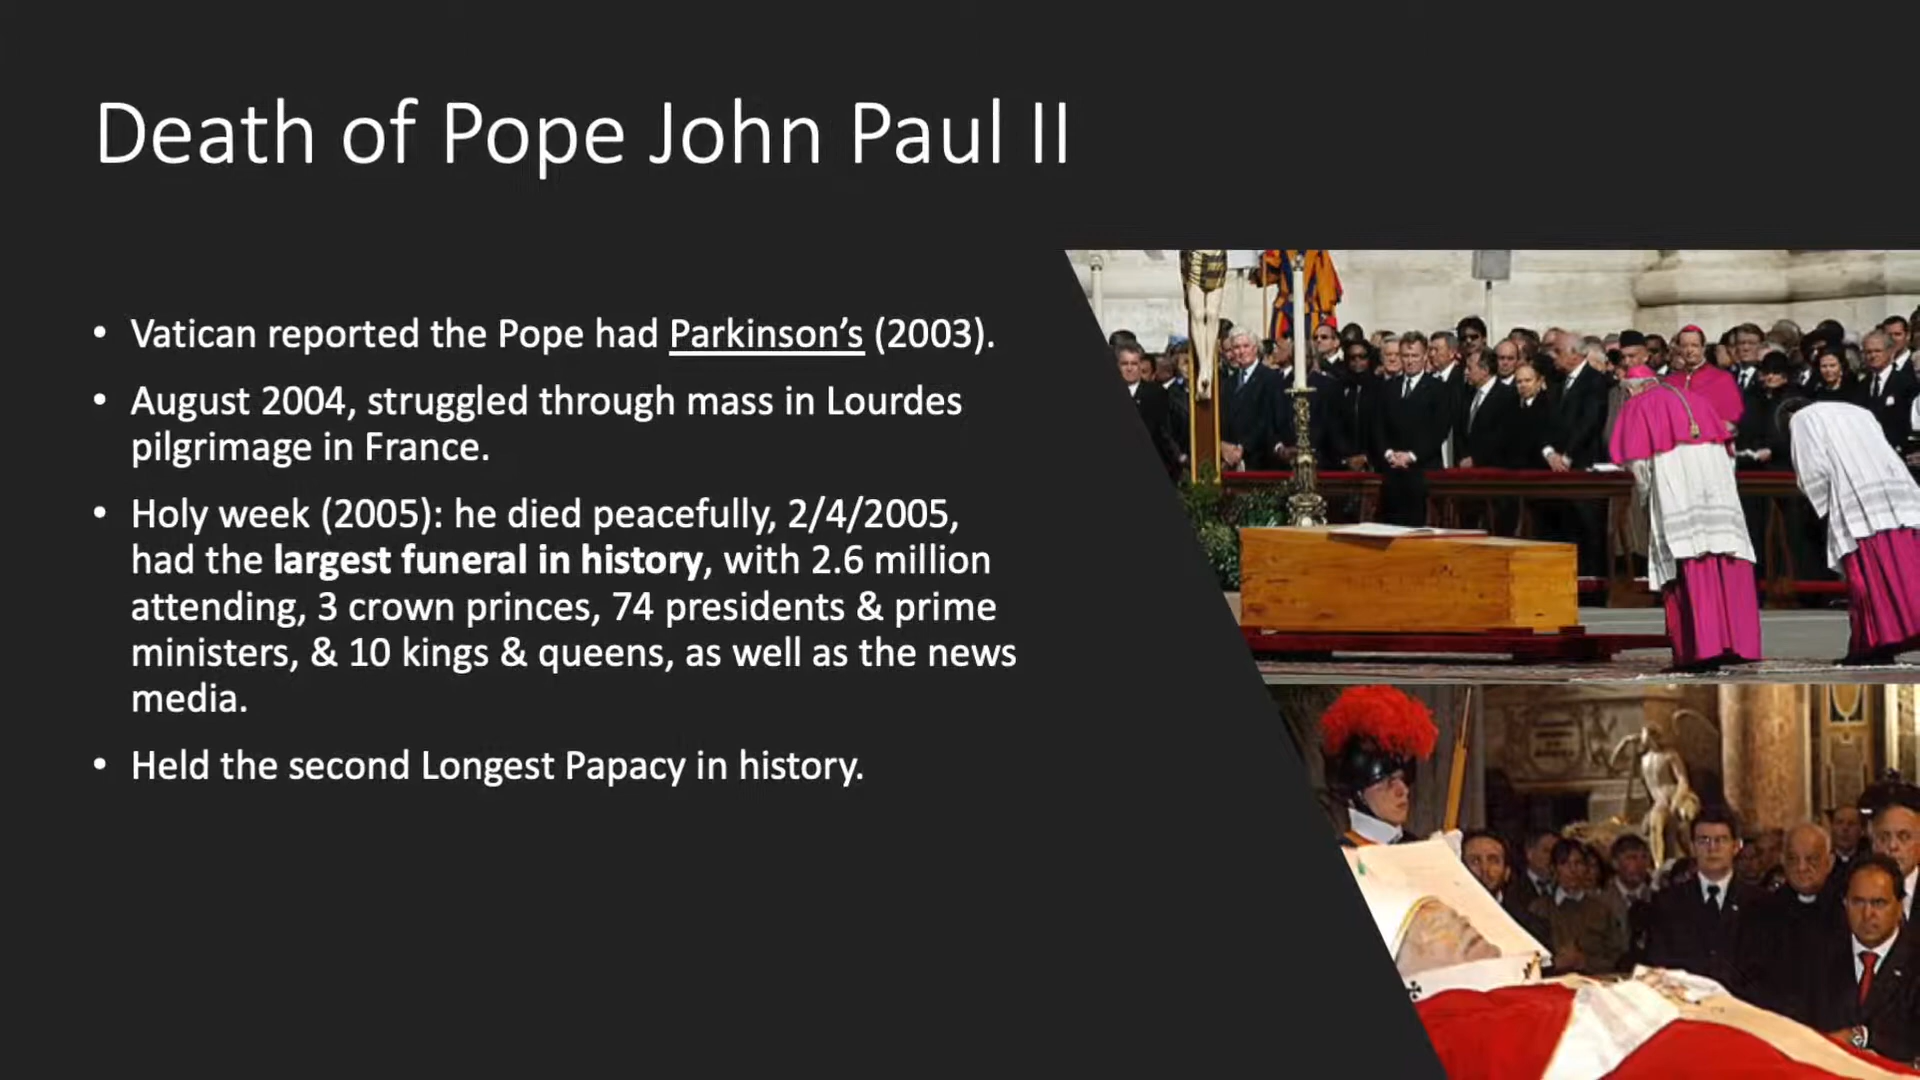 Death of Pope John Paul II
• Vatican reported the Pope had Parkinson’s (2003).
• August 2004, struggled through mass in Lourdes
pilgrimage in France.
• Holy week (2005): he died peacefully, 2/4/2005,
had the largest funeral in history, with 2.6 million
attending, 3 crown princes, 74 presidents & prime
ministers, & 10 kings & queens, as well as the news
media.
• Held the second Longest Papacy in history.